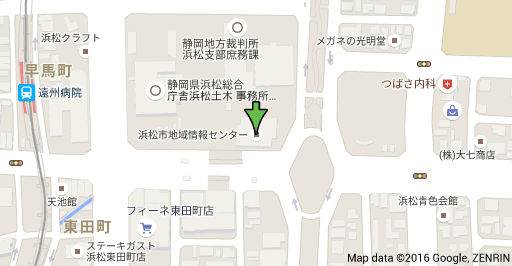 浜松クラフト
静岡地方裁判所
浜松支部庶務課
メガネの光明堂
早馬町
つばさ内科
遠州病院
静岡県浜松総合
庁舎浜松土木 事務所...
浜松市地域情報センター
(株)大七商店
天池館
フィーネ東田町店
浜松青色会館
東田町
ステーキガスト
浜松東田町店
Map data ©2016 Google, ZENRIN